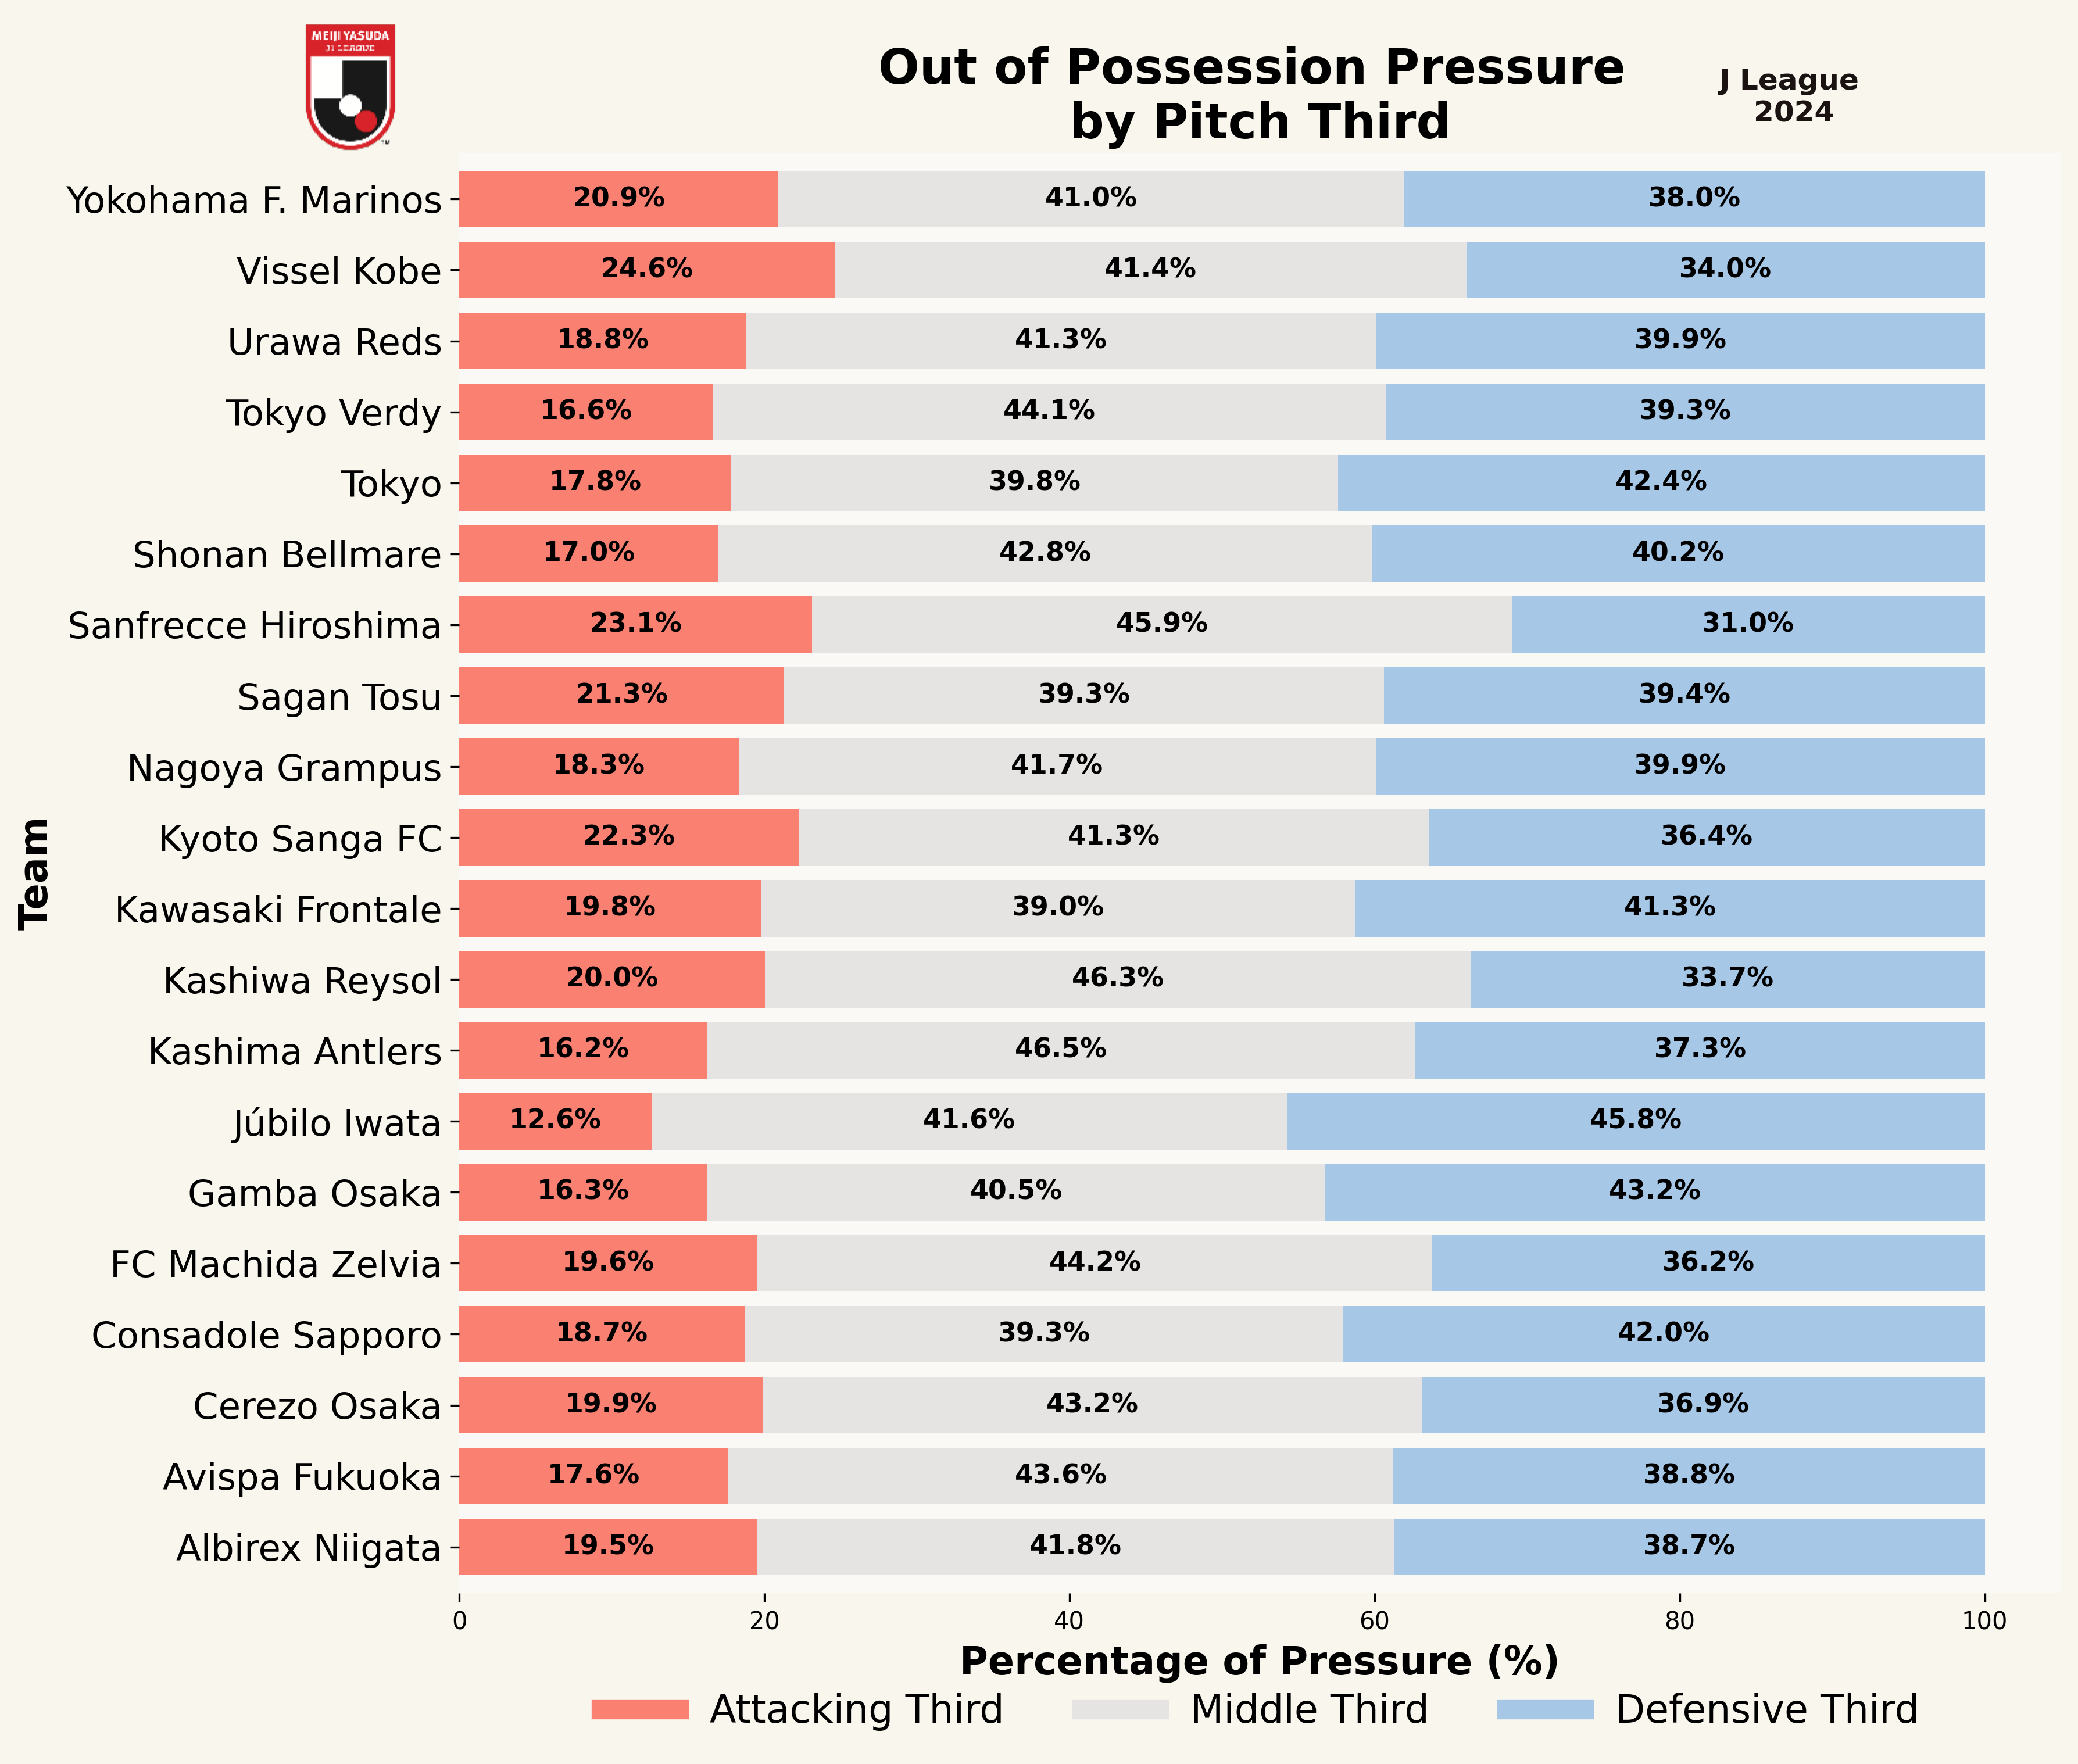 MEIJI YASUDA
J1 LEAGUE
TM
Out of Possession Pressure
by Pitch Third
J League
2024
Yokohama F. Marinos 20.9% 41.0% 38.0%
Vissel Kobe 24.6% 41.4% 34.0%
Urawa Reds 18.8% 41.3% 39.9%
Tokyo Verdy 16.6% 44.1% 39.3%
Tokyo 17.8% 39.8% 42.4%
Shonan Bellmare 17.0% 42.8% 40.2%
Sanfrecce Hiroshima 23.1% 45.9% 31.0%
Sagan Tosu 21.3% 39.3% 39.4%
Nagoya Grampus 18.3% 41.7% 39.9%
Kyoto Sanga FC 22.3% 41.3% 36.4%
Kawasaki Frontale 19.8% 39.0% 41.3%
Kashiwa Reysol 20.0% 46.3% 33.7%
Kashima Antlers 16.2% 46.5% 37.3%
Júbilo Iwata 12.6% 41.6% 45.8%
Gamba Osaka 16.3% 40.5% 43.2%
FC Machida Zelvia 19.6% 44.2% 36.2%
Consadole Sapporo 18.7% 39.3% 42.0%
Cerezo Osaka 19.9% 43.2% 36.9%
Avispa Fukuoka 17.6% 43.6% 38.8%
Albirex Niigata 19.5% 41.8% 38.7%
Team
0 20 40 60 80 100
Percentage of Pressure (%)
Attacking Third Middle Third Defensive Third